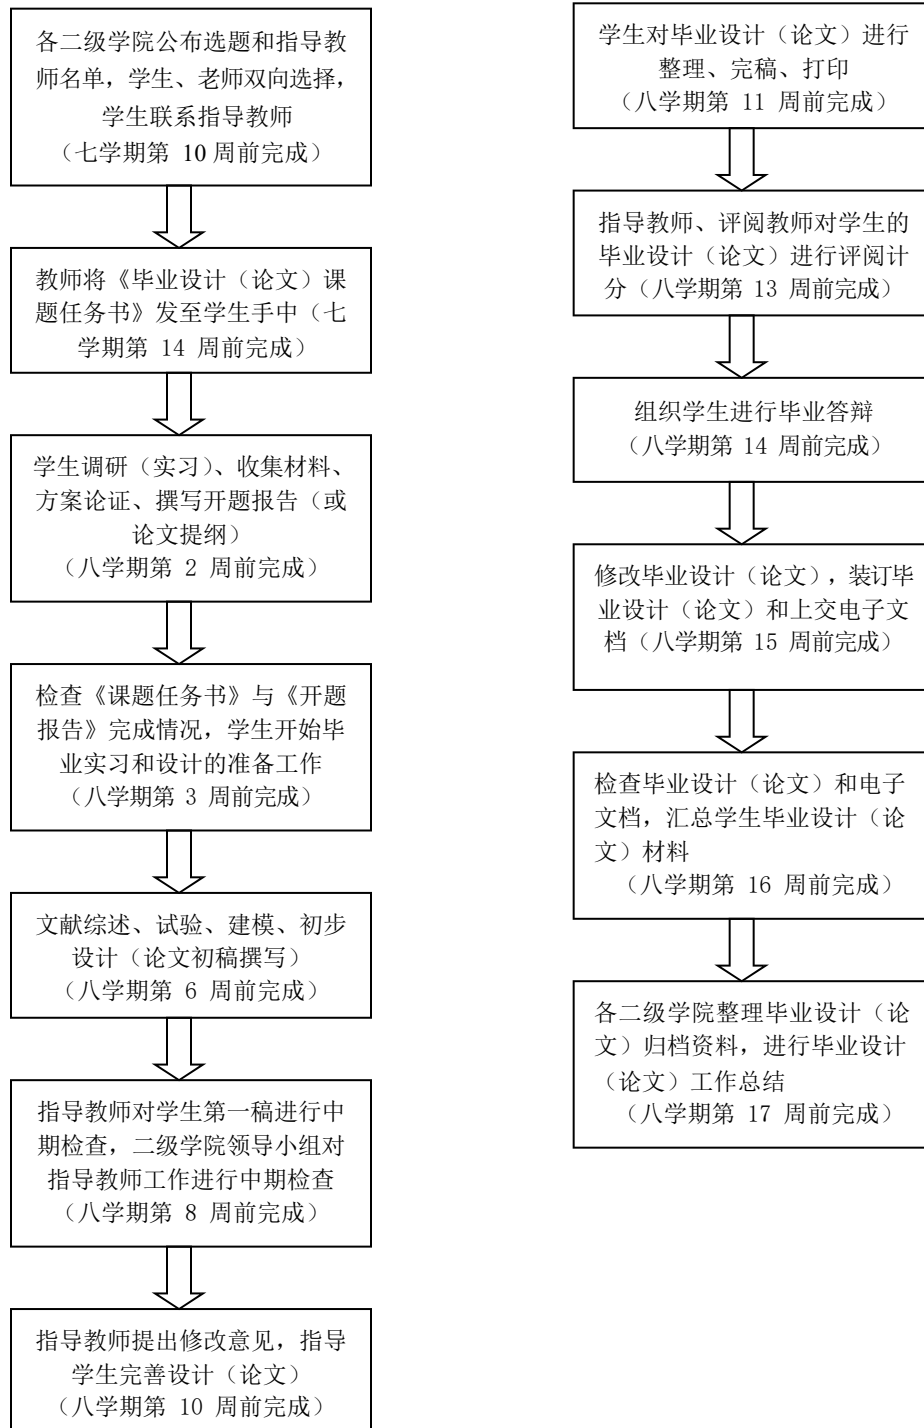 各二级学院公布选题和指导教
师名单，学生、老师双向选择，
学生联系指导教师
（七学期第 10 周前完成）
教师将《毕业设计（论文）课
题任务书》发至学生手中（七
学期第 14 周前完成）
学生调研（实习）、收集材料、
方案论证、撰写开题报告（或
论文提纲）
（八学期第 2 周前完成）
检查《课题任务书》与《开题
报告》完成情况，学生开始毕
业实习和设计的准备工作
（八学期第 3 周前完成）
文献综述、试验、建模、初步
设计（论文初稿撰写）
（八学期第 6 周前完成）
指导教师对学生第一稿进行中
期检查，二级学院领导小组对
指导教师工作进行中期检查
（八学期第 8 周前完成）
指导教师提出修改意见，指导
学生完善设计（论文）
（八学期第 10 周前完成）
学生对毕业设计（论文）进行
整理、完稿、打印
（八学期第 11 周前完成）
指导教师、评阅教师对学生的
毕业设计（论文）进行评阅计
分（八学期第 13 周前完成）
组织学生进行毕业答辩
（八学期第 14 周前完成）
修改毕业设计（论文），装订毕
业设计（论文）和上交电子文
档（八学期第 15 周前完成）
检查毕业设计（论文）和电子
文档，汇总学生毕业设计（论
文）材料
（八学期第 16 周前完成）
各二级学院整理毕业设计（论
文）归档资料，进行毕业设计
（论文）工作总结
（八学期第 17 周前完成）